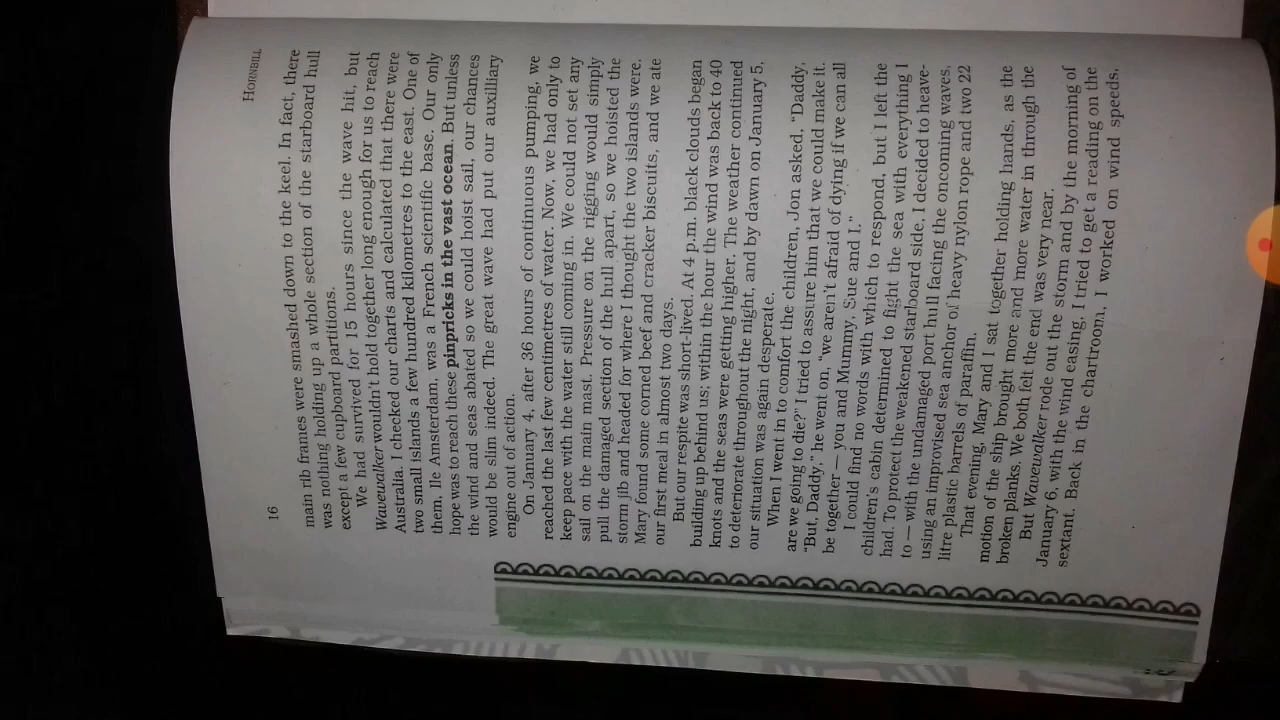 16
HORNBILL
main rib frames were smashed down to the keel. In fact, there
was nothing holding up a whole section of the starboard hull
except a few cupboard partitions.
We had survived for 15 hours since the wave hit, but
Wavewalker wouldn't hold together long enough for us to reach
Australia. I checked our charts and calculated that there were
two small islands a few hundred kilometres to the east. One of
them, Ile Amsterdam, was a French scientific base. Our only
hope was to reach these pinpricks in the vast ocean. But unless
the wind and seas abated so we could hoist sail, our chances
would be slim indeed. The great wave had put our auxilliary
engine out of action.
On January 4, after 36 hours of continuous pumping, we
reached the last few centimetres of water. Now, we had only to
keep pace with the water still coming in. We could not set any
sail on the main mast. Pressure on the rigging would simply
pull the damaged section of the hull apart, so we hoisted the
storm jib and headed for where I thought the two islands were.
Mary found some corned beef and cracker biscuits, and we ate
our first meal in almost two days.
But our respite was short-lived. At 4 p.m. black clouds began
building up behind us; within the hour the wind was back to 40
knots and the seas were getting higher. The weather continued
to deteriorate throughout the night, and by dawn on January 5,
our situation was again desperate.
When I went in to comfort the children, Jon asked, "Daddy,
are we going to die?" I tried to assure him that we could make it.
"But, Daddy," he went on, "we aren't afraid of dying if we can all
be together — you and Mummy, Sue and I."
I could find no words with which to respond, but I left the
children's cabin determined to fight the sea with everything I
had. To protect the weakened starboard side, I decided to heave-
to — with the undamaged port hull facing the oncoming waves,
using an improvised sea anchor of heavy nylon rope and two 22
litre plastic barrels of paraffin.
That evening, Mary and I sat together holding hands, as the
motion of the ship brought more and more water in through the
broken planks. We both felt the end was very near.
But Wavewalker rode out the storm and by the morning of
January 6, with the wind easing, I tried to get a reading on the
sextant. Back in the chartroom, I worked on wind speeds,